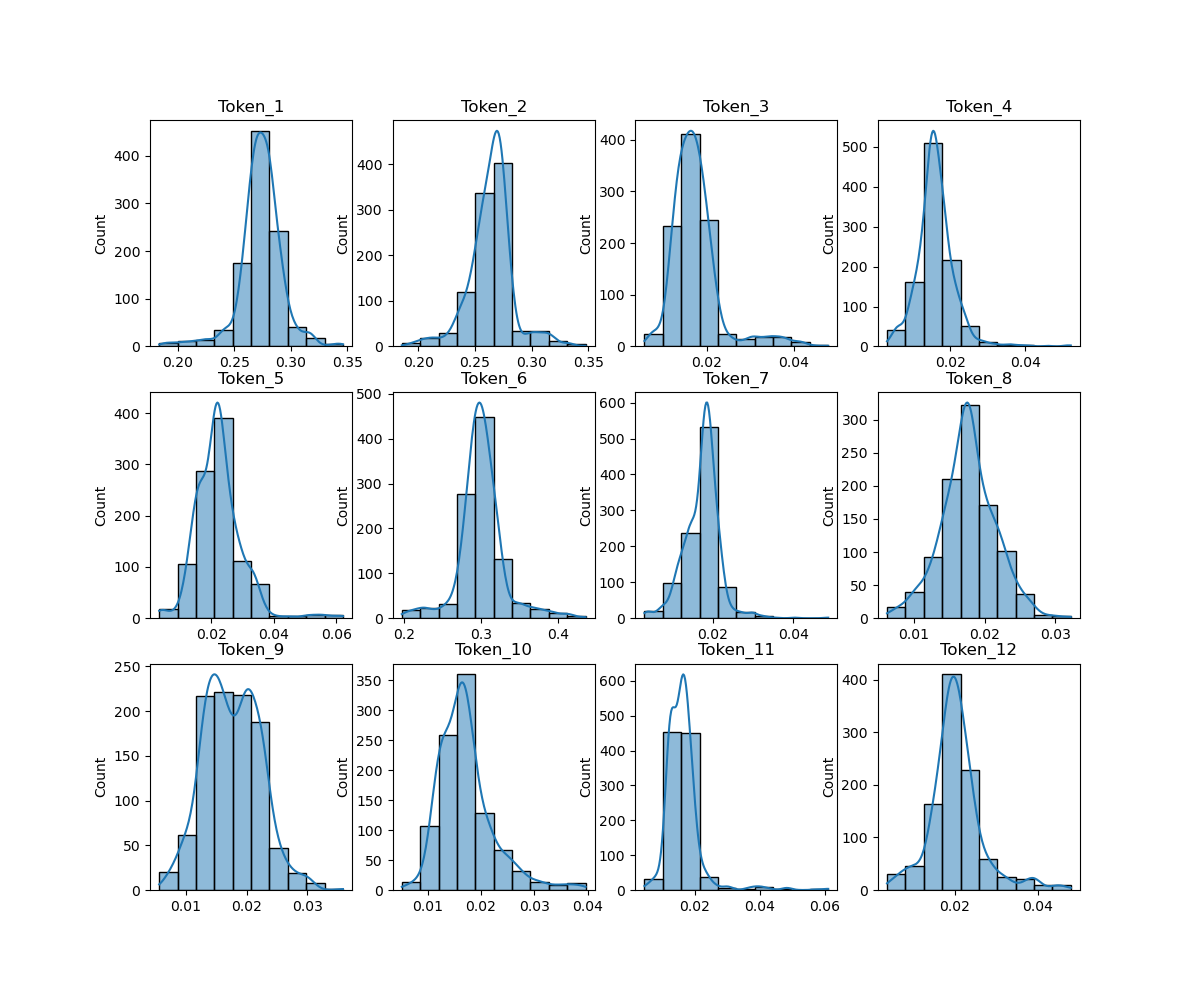 Token_1 Token_2 Token_3 Token_4
Count Count Count Count
400 400 400 500
300 300 300 400
200 200 200 300
100 100 100 200
0 0 0 100
0
0.20 0.25 0.30 0.35 0.20 0.25 0.30 0.35 0.02 0.04 0.02 0.04
Token_5 Token_6 Token_7 Token_8
Count Count Count Count
400 500 600 300
300 400 500 250
200 300 400 200
100 200 300 150
0 100 200 100
0 100 50
0 0
0.02 0.04 0.06 0.2 0.3 0.4 0.02 0.04 0.01 0.02 0.03
Token_9 Token_10 Token_11 Token_12
Count Count Count Count
250 350 600 400
200 300 500 300
150 250 400 200
100 200 300 100
50 150 200 0
0 100 100
50 0
0
0.01 0.02 0.03 0.01 0.02 0.03 0.04 0.02 0.04 0.06 0.02 0.04